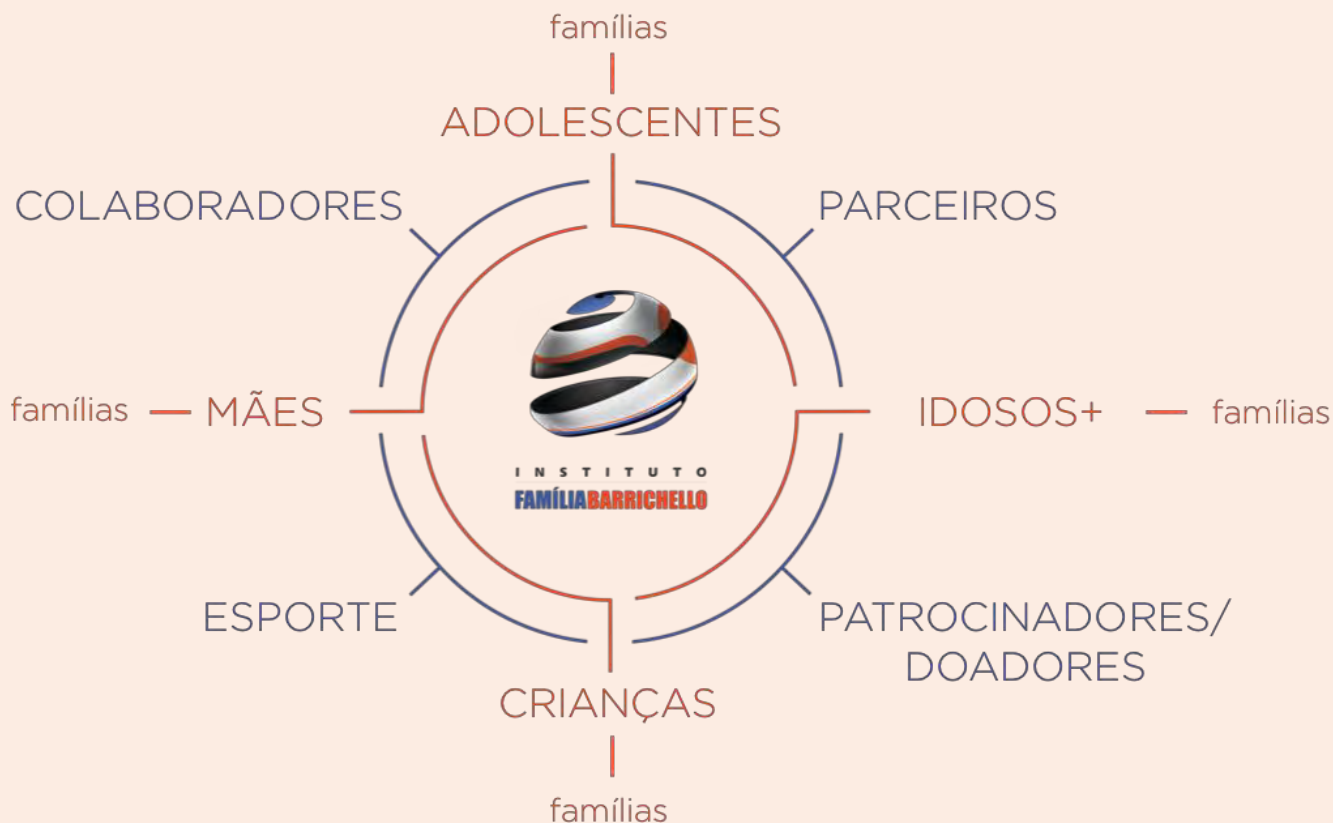 famílias
ADOLESCENTES
COLABORADORES
PARCEIROS
famílias
MÃES
IDOSOS+
famílias
INSTITUTO
FAMÍLIABARRICHELLO
ESPORTE
PATROCINADORES/
DOADORES
CRIANÇAS
famílias